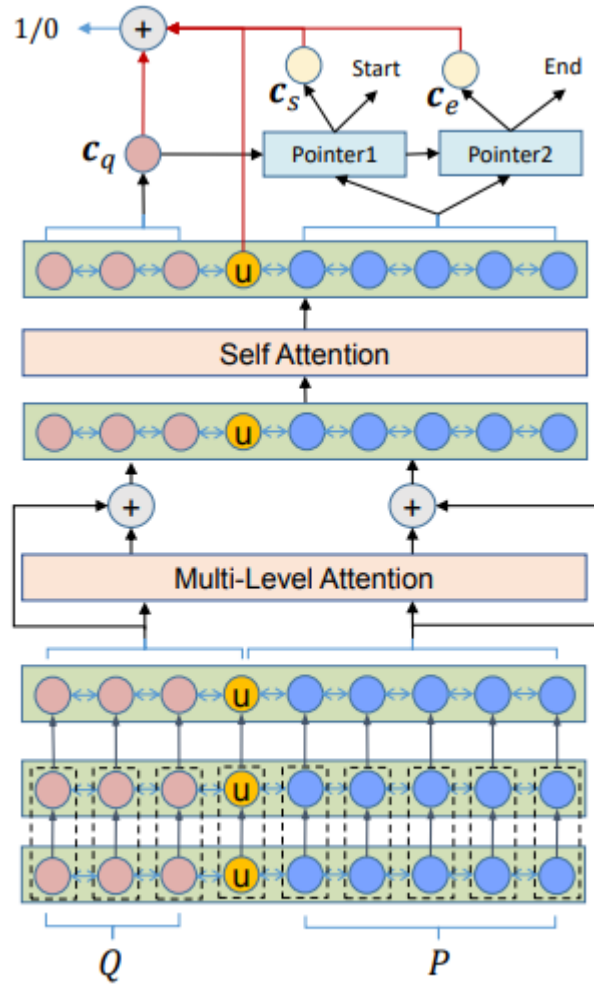 1/0
+
Start
End
c_s
c_e
c_q
Pointer1
Pointer2
u
Self Attention
u
+
+
Multi-Level Attention
u
u
u
Q
P